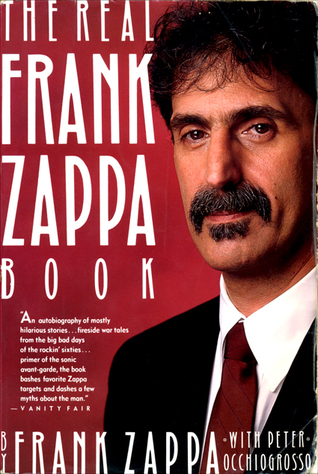 THE REAL
FRANK
ZAPPA
BOOK
"An autobiography of mostly
hilarious stories...fireside war tales
from the big bad days
of the rockin' sixties...
primer of the sonic
avant-garde, the book
bashes favorite Zappa
targets and dashes a few
myths about the man."
— VANITY FAIR
BY FRANK ZAPPA WITH PETER
OCCHIOGROSSO